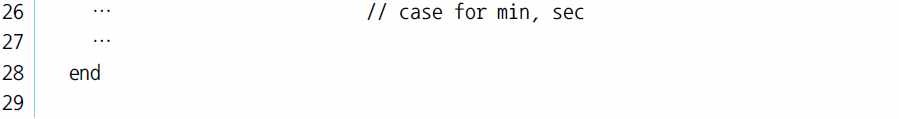 26 ⋯ // case for min, sec
27 ⋯
28 end
29